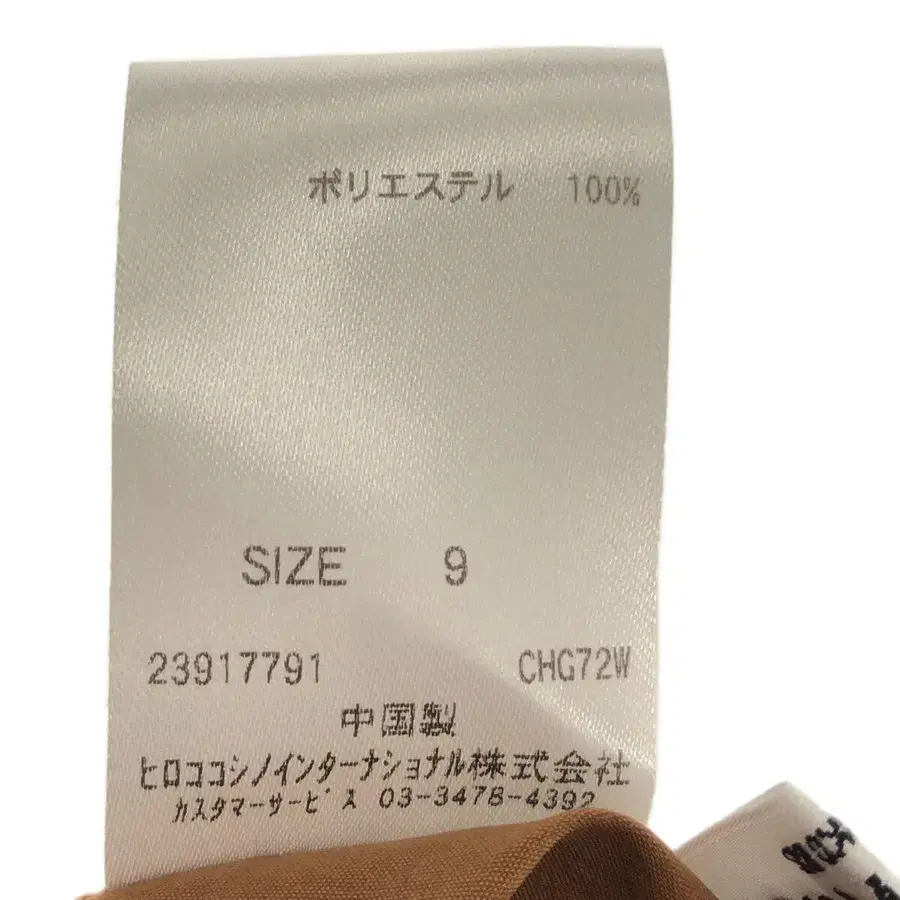 ポリエステル 100%
SIZE 9
23917791 CHG72W
中国製
ヒロココシノインターナショナル株式会社
カスタマーサービス 03-3478-4392